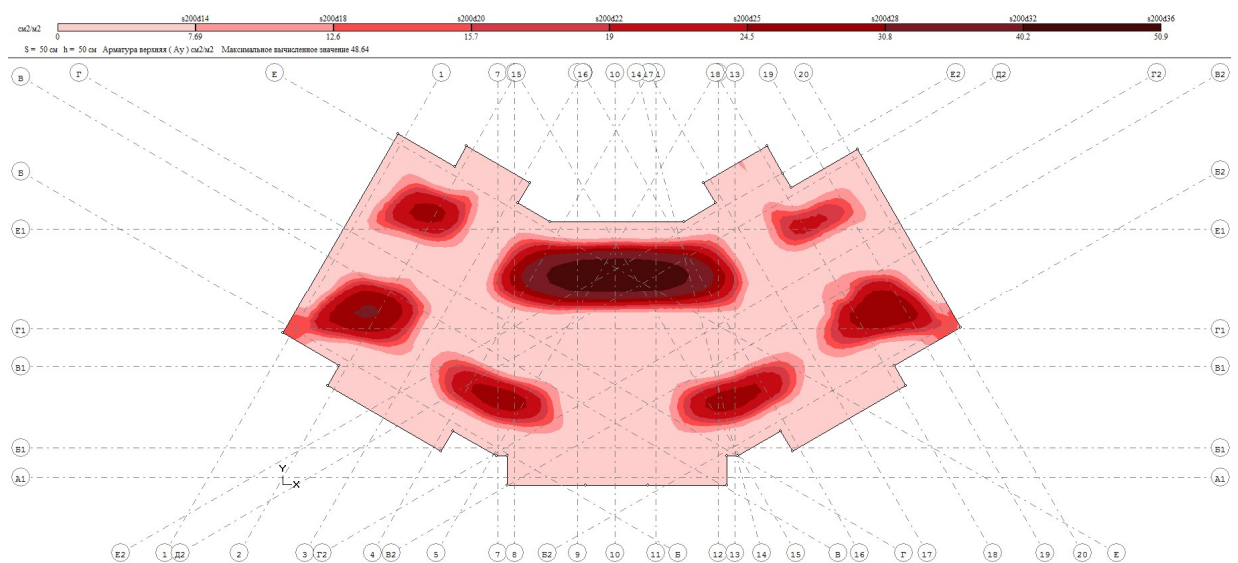 s200d14 s200d18 s200d20 s200d22 s200d25 s200d28 s200d32 s200d36
см2/м2
0 7.69 12.6 15.7 19 24.5 30.8 40.2 50.9
S = 50 см h = 50 см Арматура верхняя ( Ay ) см2/м2 Максимальное вычисленное значение 48.64
В Г Е 1 7 15 16 10 14 17 18 13 19 20 Е2 Д2 Г2 В2
В Б2
Е1 Е1
Г1 Г1
В1 В1
Б1 Б1
А1 А1
Y
X
Е2 1 Д2 2 3 Г2 4 В2 5 7 8 Б2 9 10 11 Б 12 13 14 15 В 16 Г 17 18 19 20 Е